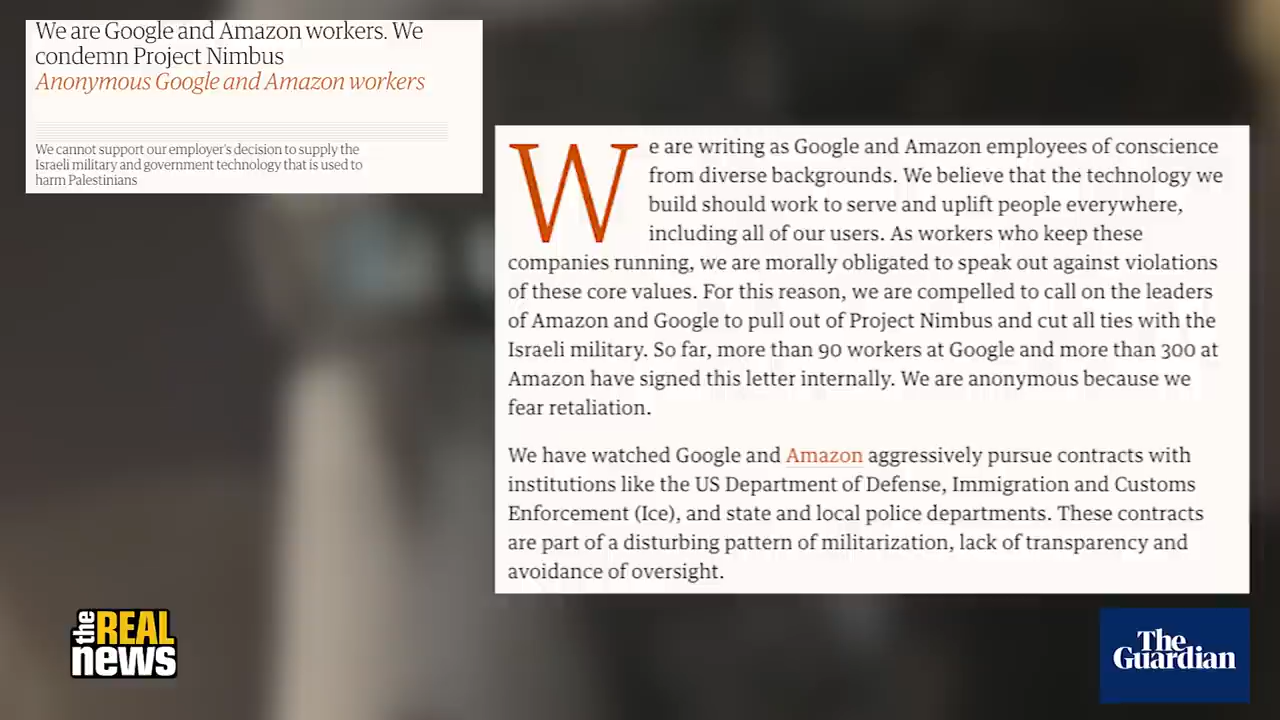 We are Google and Amazon workers. We
condemn Project Nimbus
Anonymous Google and Amazon workers
We cannot support our employer's decision to supply the
Israeli military and government technology that is used to
harm Palestinians
We are writing as Google and Amazon employees of conscience
from diverse backgrounds. We believe that the technology we
build should work to serve and uplift people everywhere,
including all of our users. As workers who keep these
companies running, we are morally obligated to speak out against violations
of these core values. For this reason, we are compelled to call on the leaders
of Amazon and Google to pull out of Project Nimbus and cut all ties with the
Israeli military. So far, more than 90 workers at Google and more than 300 at
Amazon have signed this letter internally. We are anonymous because we
fear retaliation.
We have watched Google and Amazon aggressively pursue contracts with
institutions like the US Department of Defense, Immigration and Customs
Enforcement (Ice), and state and local police departments. These contracts
are part of a disturbing pattern of militarization, lack of transparency and
avoidance of oversight.
the REAL
news
The
Guardian